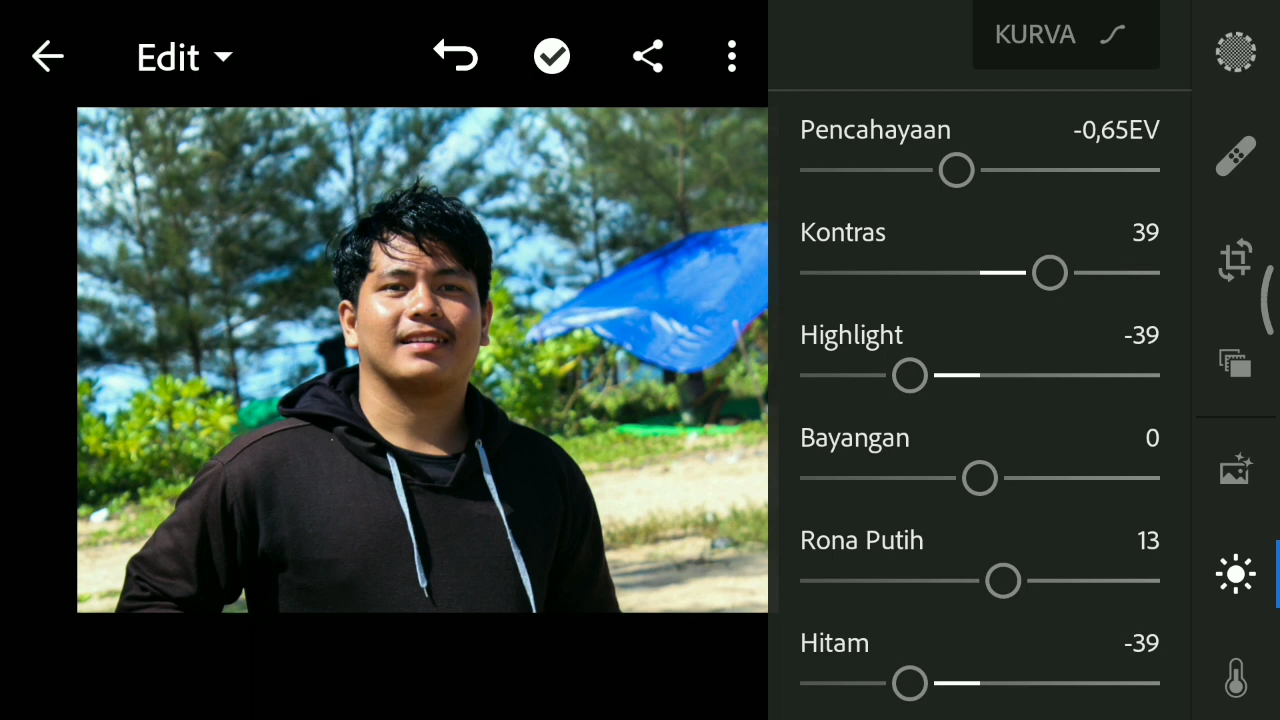 Edit
KURVA
Pencahayaan -0,65EV
Kontras 39
Highlight -39
Bayangan 0
Rona Putih 13
Hitam -39